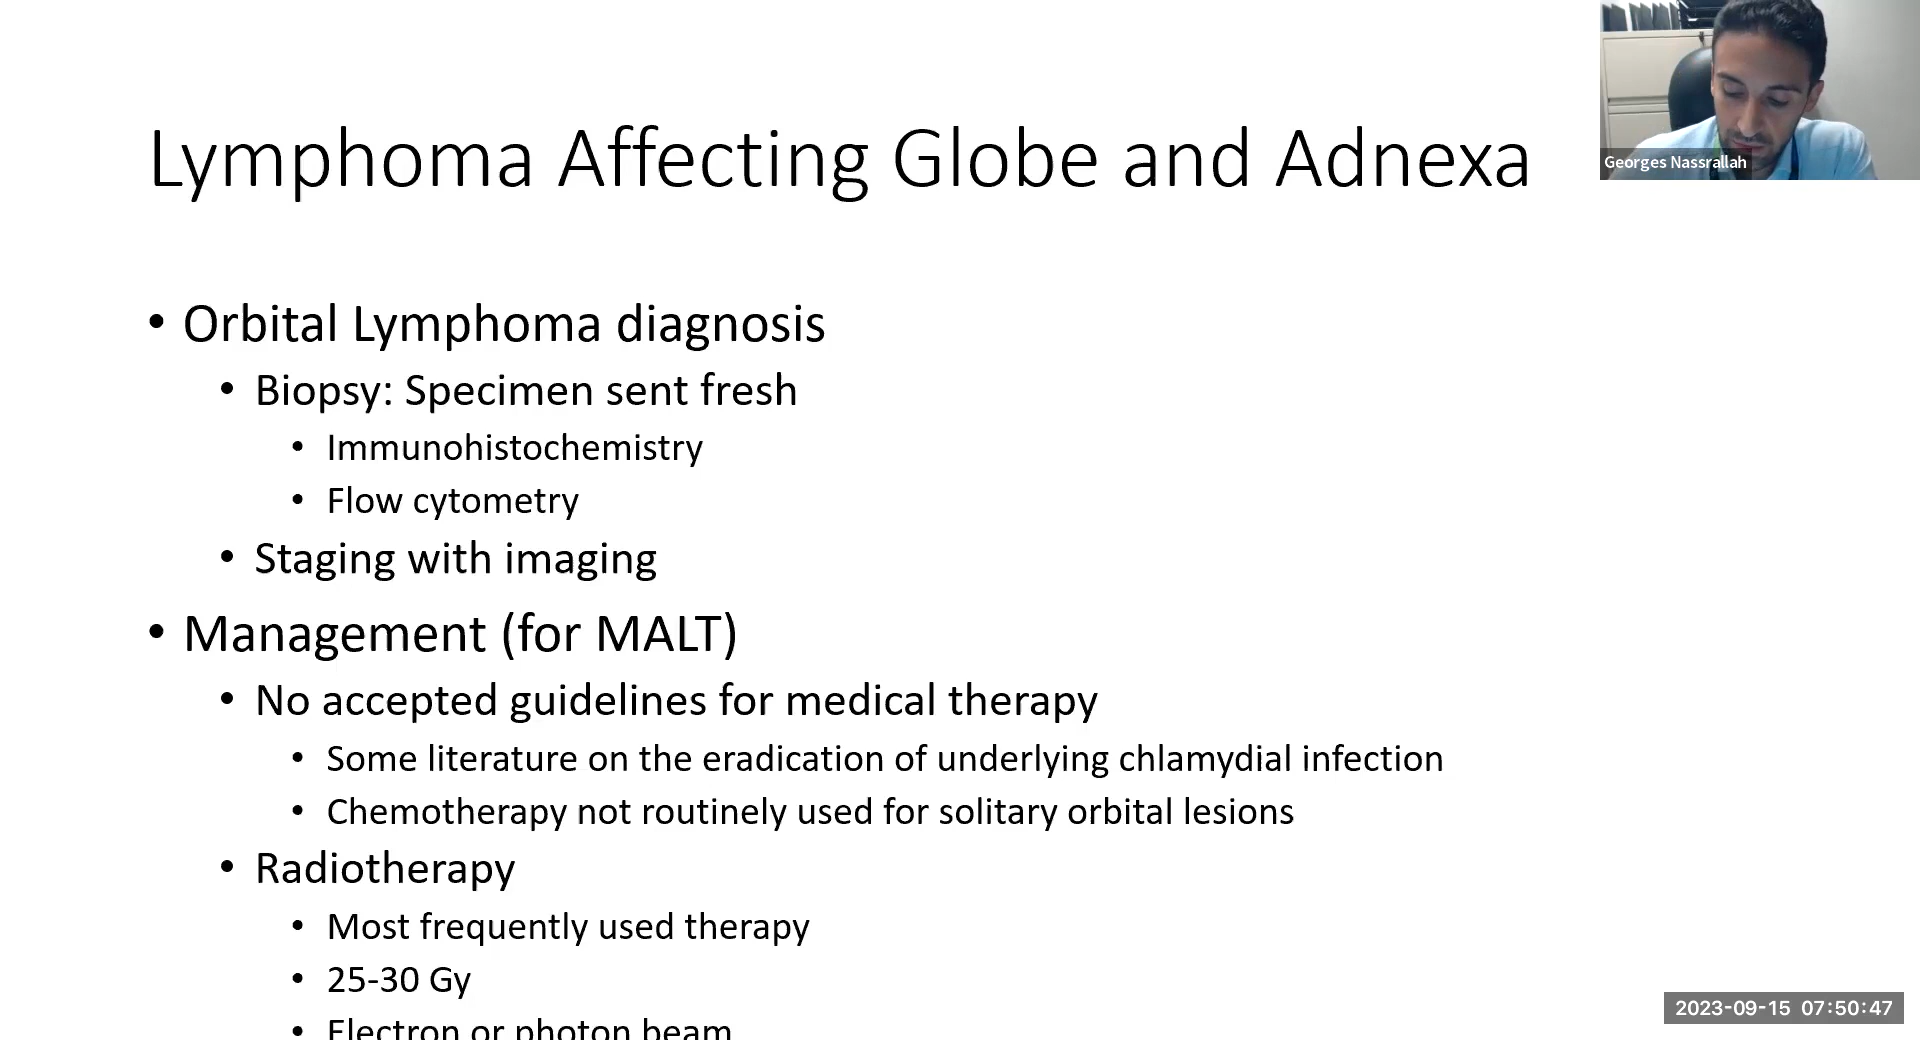 Lymphoma Affecting Globe and Adnexa
Georges Nassrallah
• Orbital Lymphoma diagnosis
• Biopsy: Specimen sent fresh
• Immunohistochemistry
• Flow cytometry
• Staging with imaging
• Management (for MALT)
• No accepted guidelines for medical therapy
• Some literature on the eradication of underlying chlamydial infection
• Chemotherapy not routinely used for solitary orbital lesions
• Radiotherapy
• Most frequently used therapy
• 25-30 Gy
• Electron or photon beam
2023-09-15 07:50:47